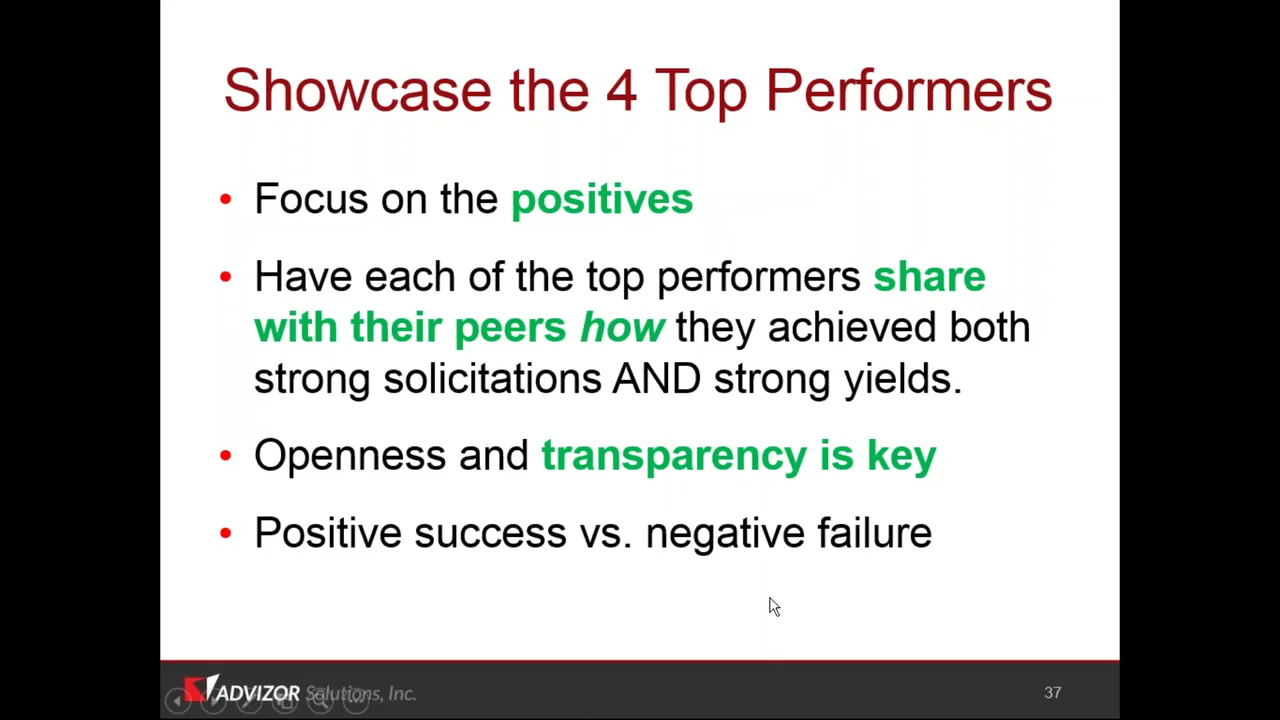 Showcase the 4 Top Performers
• Focus on the positives
• Have each of the top performers share
with their peers how they achieved both
strong solicitations AND strong yields.
• Openness and transparency is key
• Positive success vs. negative failure
ADVIZOR Solutions, Inc.
37